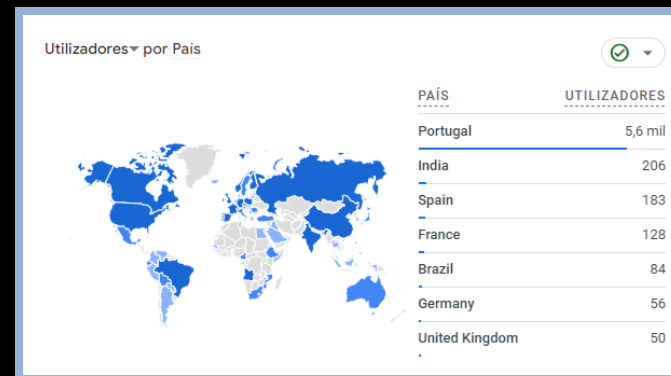 Utilizadores por País
PAÍS UTILIZADORES
Portugal 5,6 mil
India 206
Spain 183
France 128
Brazil 84
Germany 56
United Kingdom 50